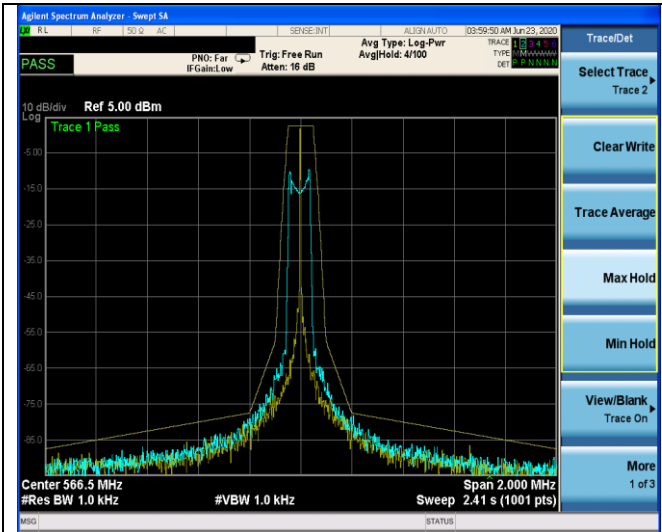 Agilent Spectrum Analyzer - Swept SA
RL RF 50 Ω AC SENSE:INT ALIGN AUTO 03:59:50 AM Jun 23, 2020
Trace/Det
PASS
PNO: Far
IFGain:Low
Trig: Free Run
Atten: 16 dB
Avg Type: Log-Pwr
Avg|Hold: 4/100
TRACE 1 2 3 4 5 6
TYPE
DET P P N N N N
Select Trace
Trace 2
10 dB/div Ref 5.00 dBm
Log
Trace 1 Pass
-5.00
-15.0
-25.0
-35.0
-45.0
-55.0
-65.0
-75.0
-85.0
Clear Write
Trace Average
Max Hold
Min Hold
View/Blank
Trace On
More
1 of 3
Center 566.5 MHz Span 2.000 MHz
#Res BW 1.0 kHz #VBW 1.0 kHz Sweep 2.41 s (1001 pts)
MSG STATUS